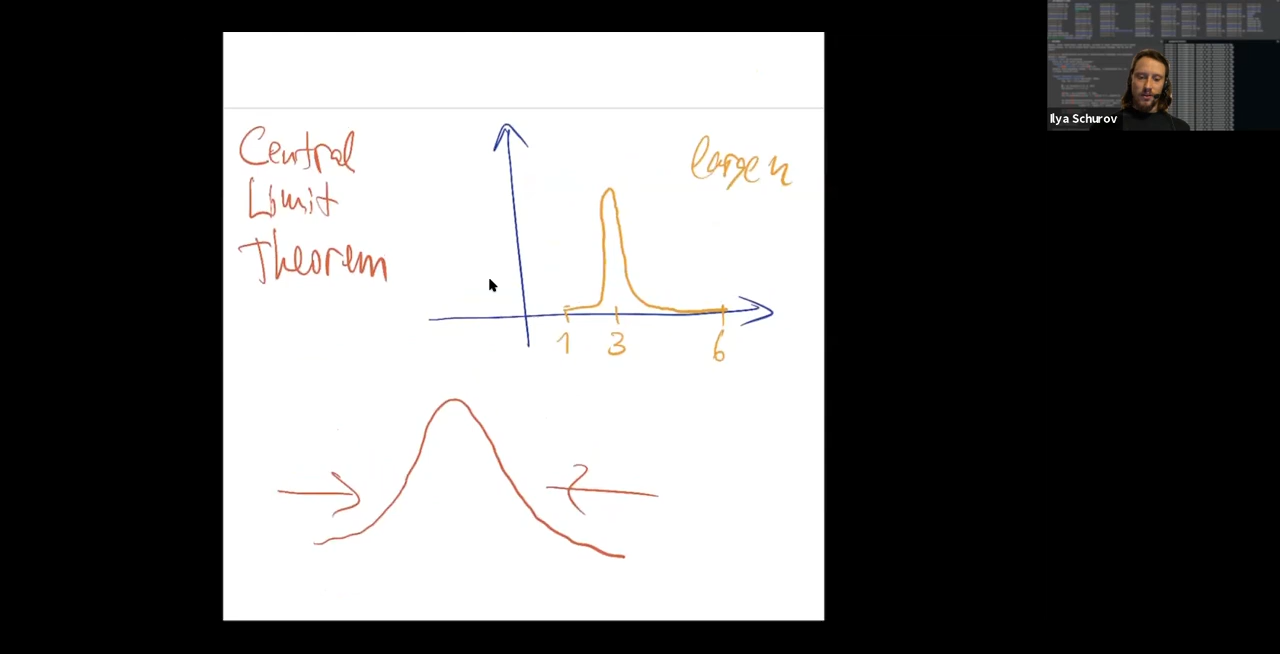 Ilya Schurov
Central
Limit
Theorem
large n
1 3 6